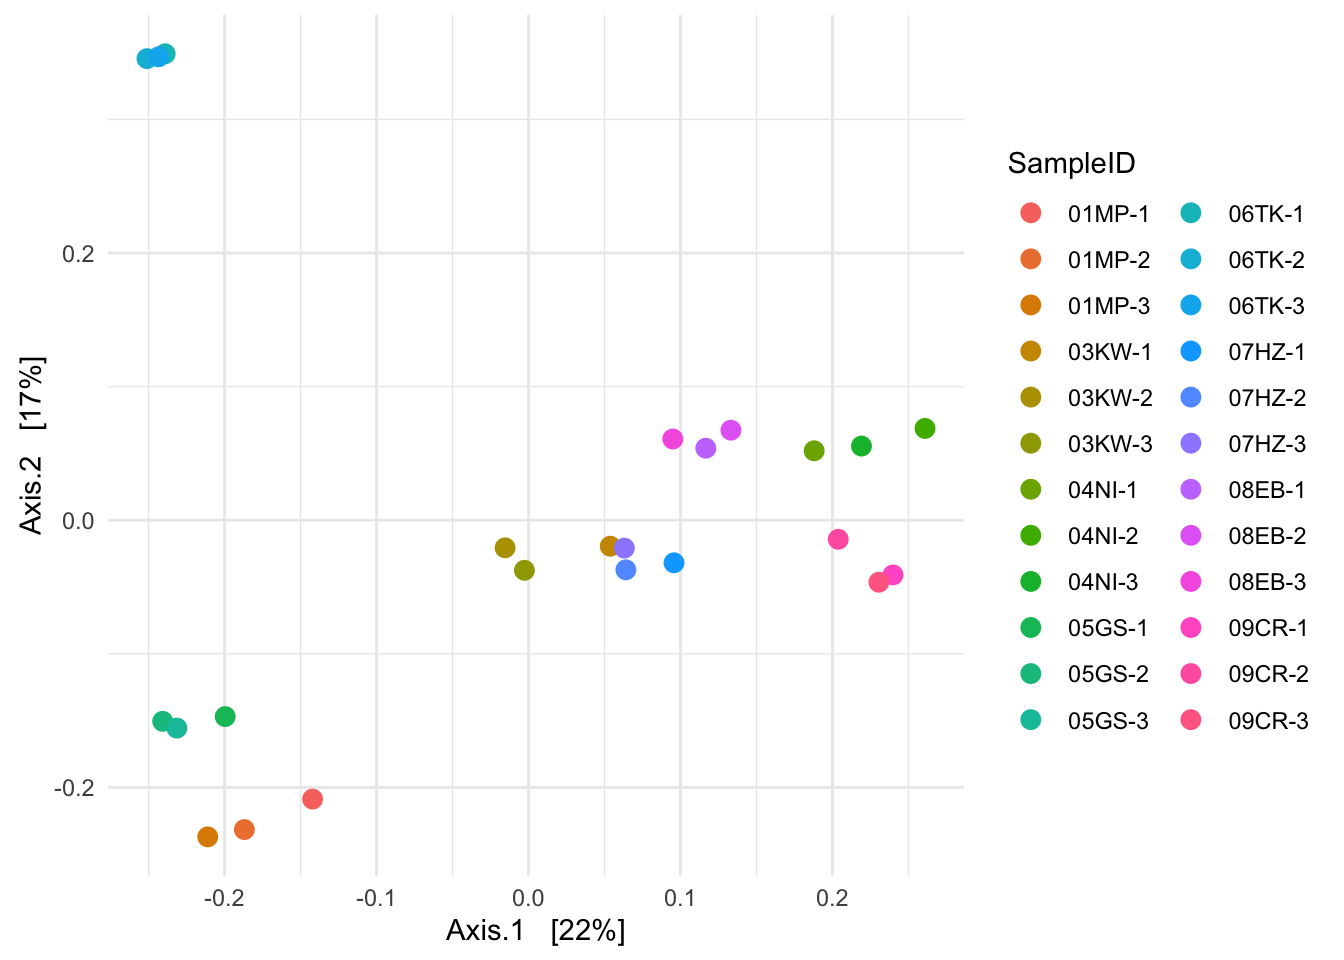 0.2
0.0
-0.2
Axis.2 [17%]
-0.2 -0.1 0.0 0.1 0.2
Axis.1 [22%]
SampleID
01MP-1
01MP-2
01MP-3
03KW-1
03KW-2
03KW-3
04NI-1
04NI-2
04NI-3
05GS-1
05GS-2
05GS-3
06TK-1
06TK-2
06TK-3
07HZ-1
07HZ-2
07HZ-3
08EB-1
08EB-2
08EB-3
09CR-1
09CR-2
09CR-3